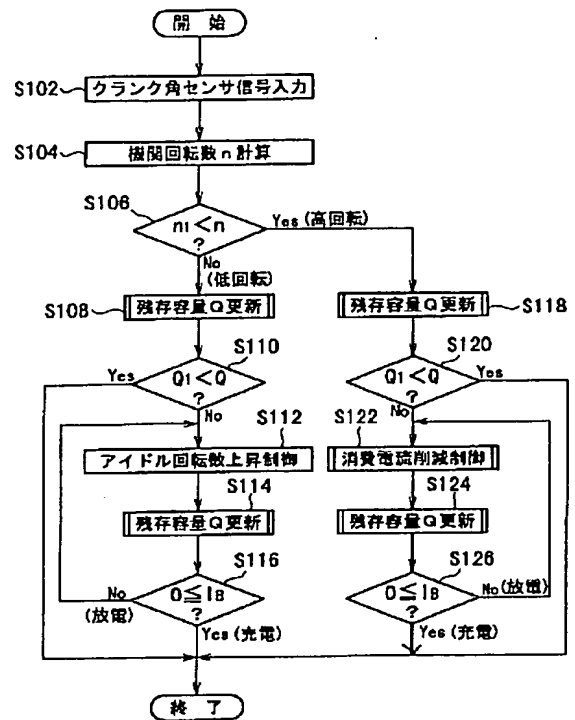 開 始
S102
クランク角センサ信号入力
S104
機関回転数n計算
S106
n1<n
?
Yes (高回転)
No
(低回転)
S108
残存容量Q更新
残存容量Q更新
S118
S110
Yes
Q1<Q
?
No
S120
Q1<Q
?
Yes
No
S112
アイドル回転数上昇制御
S122
消費電流削減制御
S114
残存容量Q更新
S124
残存容量Q更新
S116
0≦IB
?
No
(放電)
Yes (充電)
S126
0≦IB
?
No (放電)
Yes (充電)
終 了